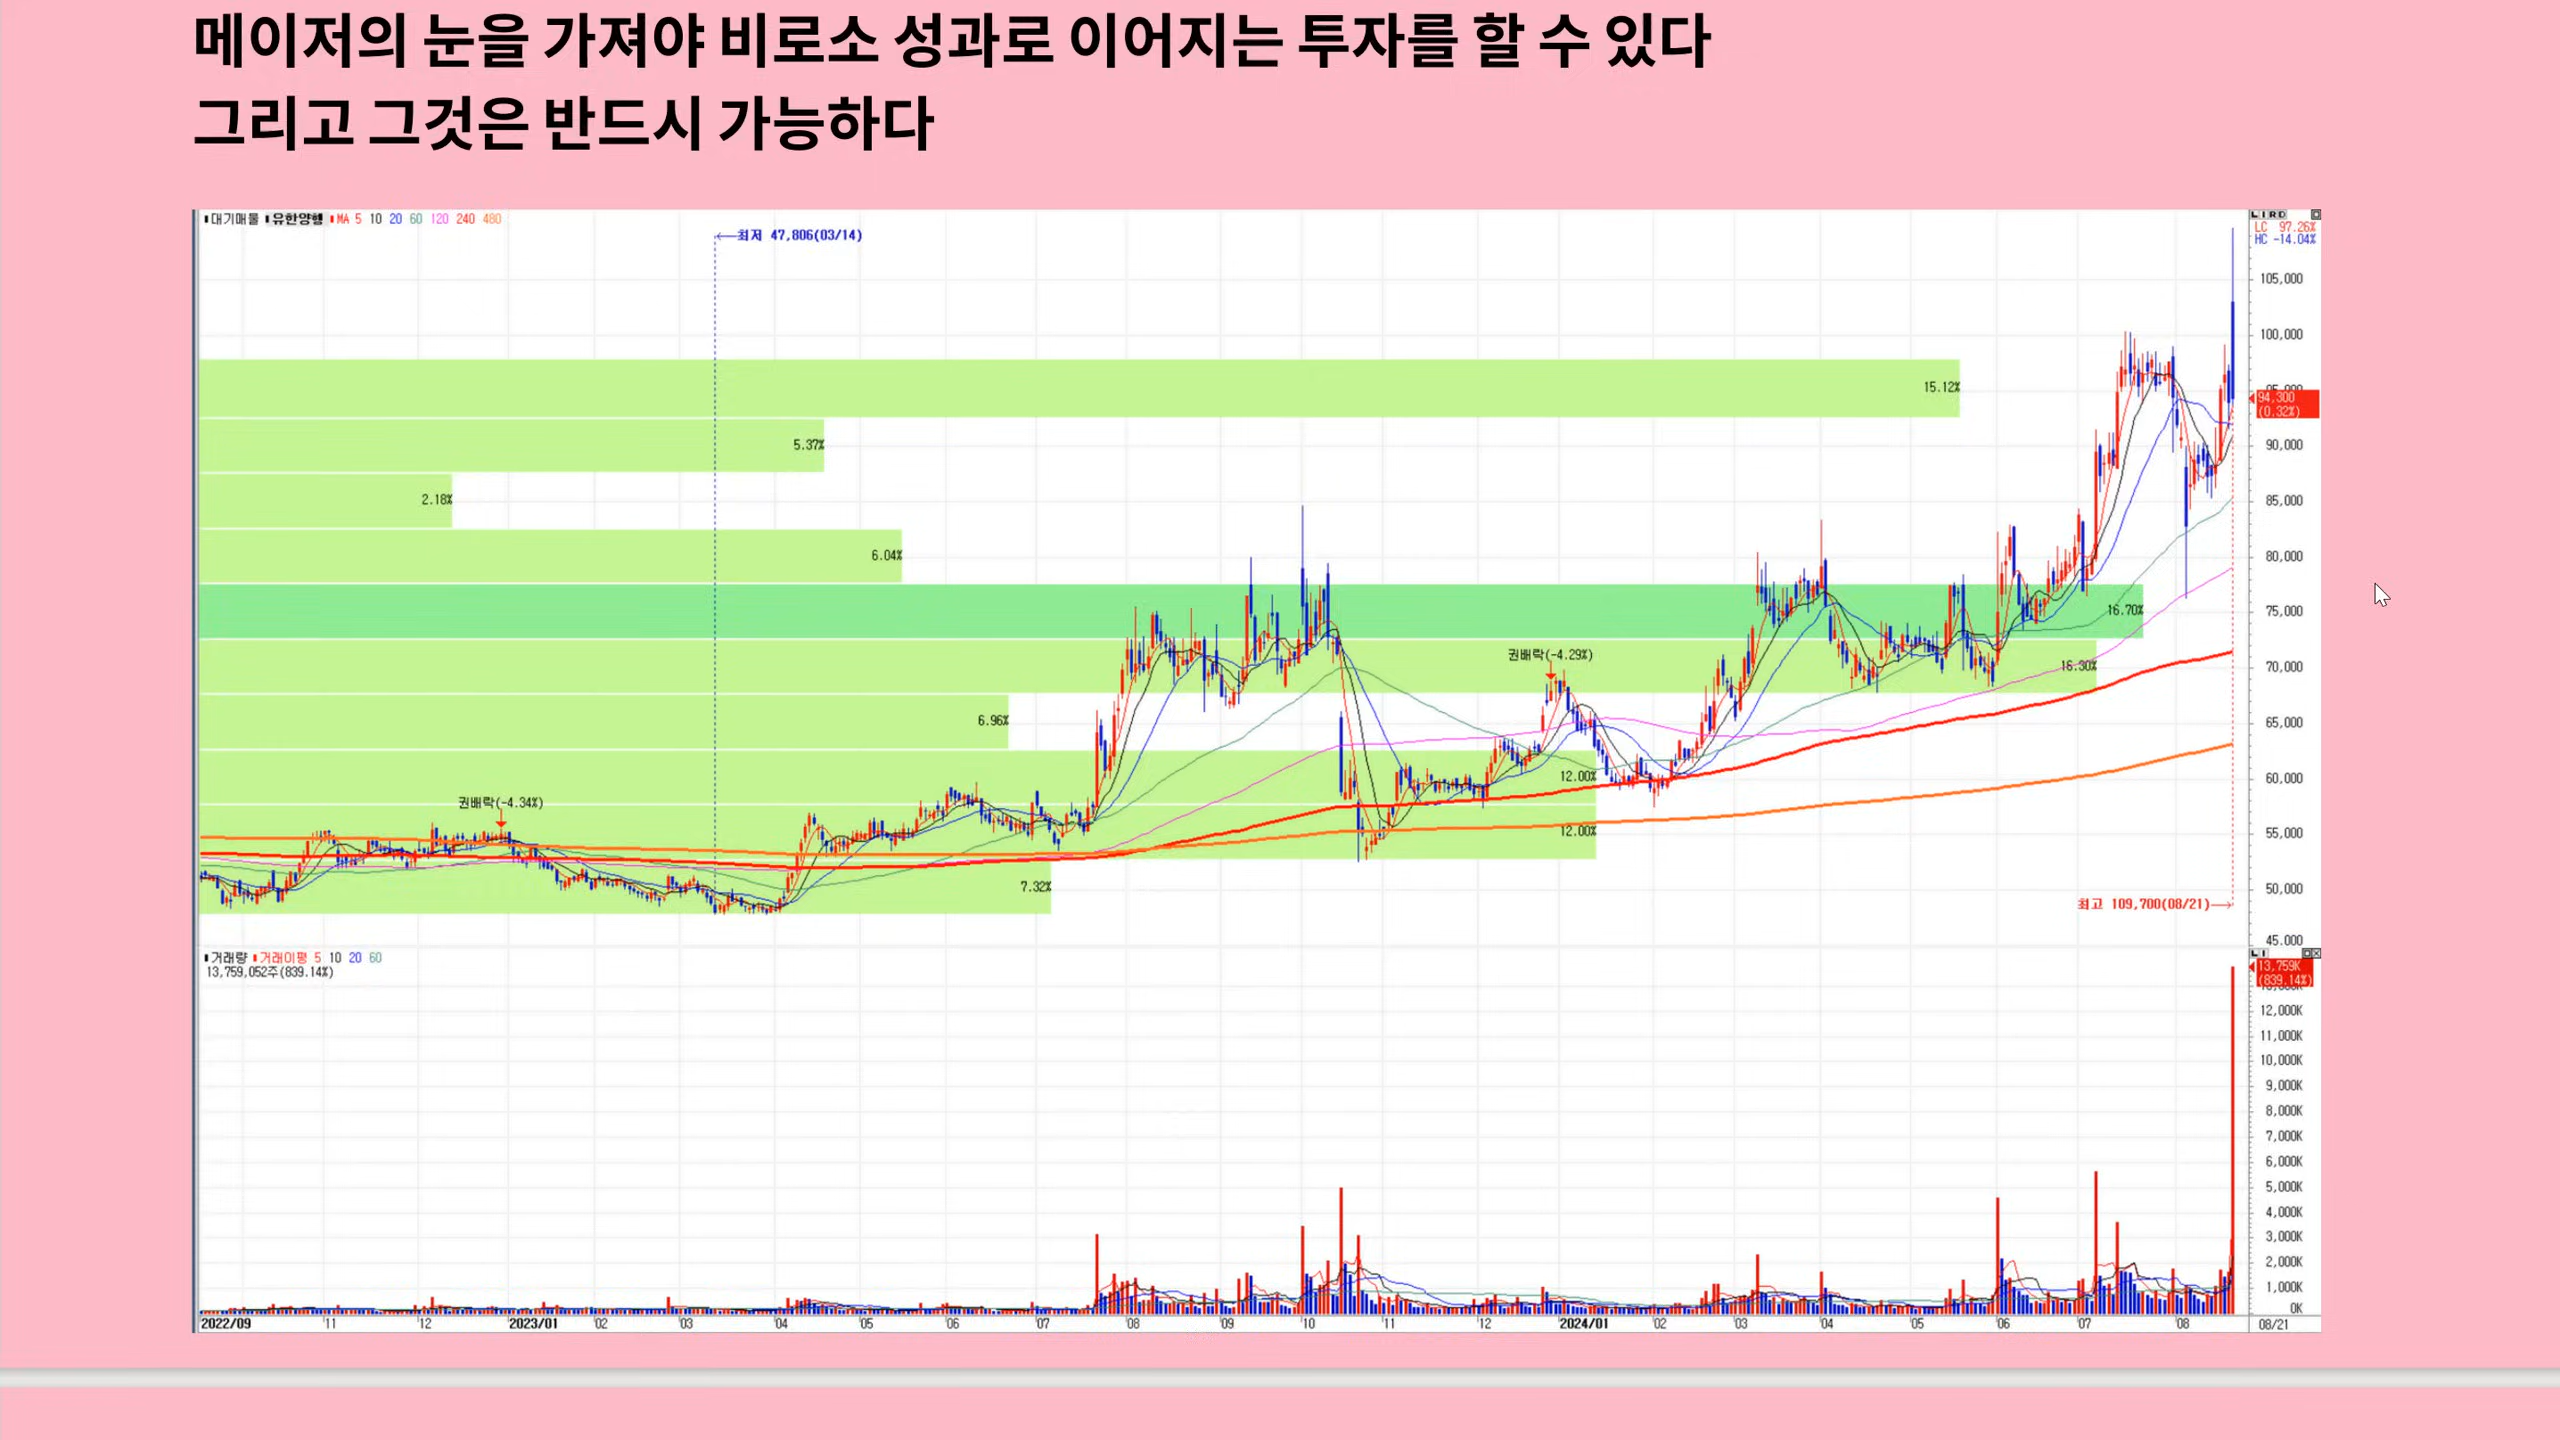 메이저의 눈을 가져야 비로소 성과로 이어지는 투자를 할 수 있다
그리고 그것은 반드시 가능하다
대기매물 유한양행 MA 5 10 20 60 120 240 480
L I R D
LC 97.26%
HC -14.04%
←최저 47,806(03/14)
105,000
100,000
15.12%
94,300
(0.32%)
5.37%
90,000
2.18%
85,000
6.04%
80,000
16.70%
75,000
권배락(-4.29%)
16.30%
70,000
6.96%
65,000
12.00%
60,000
권배락(-4.34%)
12.00%
55,000
7.32%
50,000
최고 109,700(08/21)→
45,000
거래량 거래이평 5 10 20 60
L I
13,759,052주(839.14%)
13,759K
(839.14%)
12,000K
11,000K
10,000K
9,000K
8,000K
7,000K
6,000K
5,000K
4,000K
3,000K
2,000K
1,000K
0K
2022/09 11 12 2023/01 02 03 04 05 06 07 08 09 10 11 12 2024/01 02 03 04 05 06 07 08 08/21